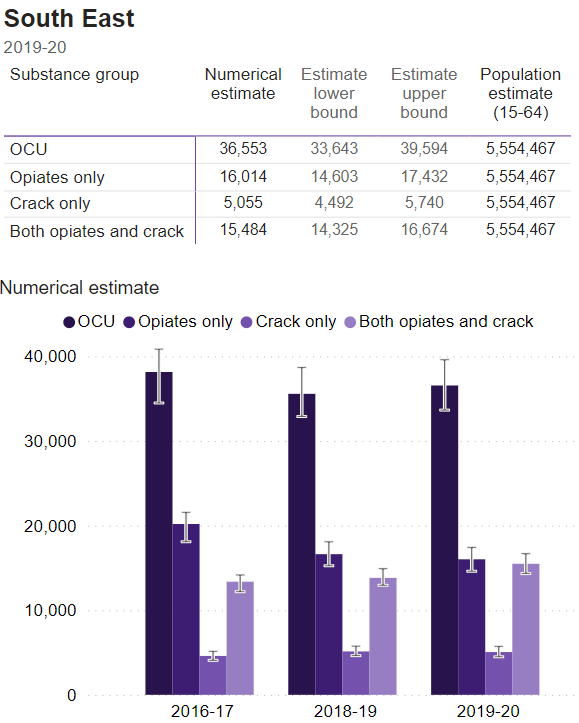 South East
2019-20
Substance group Numerical estimate Estimate lower bound Estimate upper bound Population estimate (15-64)
OCU 36,553 33,643 39,594 5,554,467
Opiates only 16,014 14,603 17,432 5,554,467
Crack only 5,055 4,492 5,740 5,554,467
Both opiates and crack 15,484 14,325 16,674 5,554,467
Numerical estimate
OCU Opiates only Crack only Both opiates and crack
40,000
30,000
20,000
10,000
0
2016-17 2018-19 2019-20